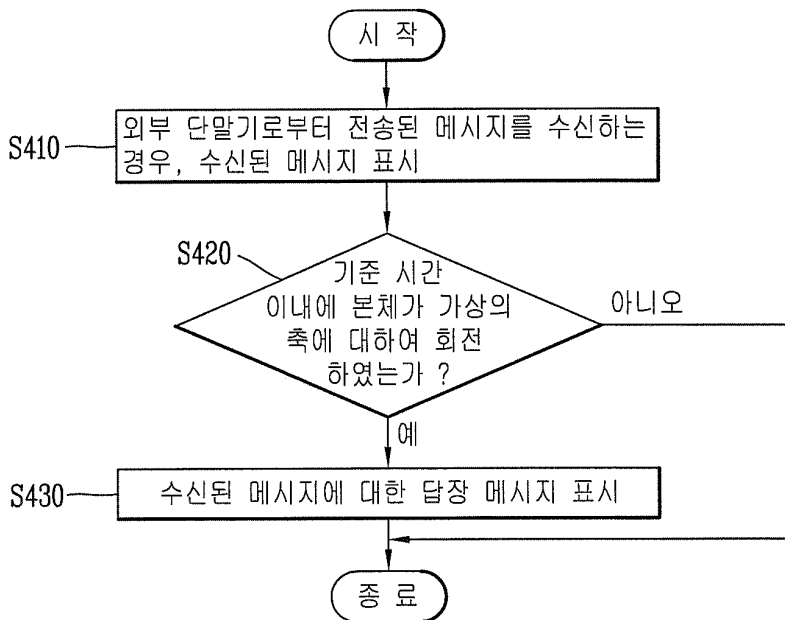 시 작
S410
외부 단말기로부터 전송된 메시지를 수신하는
경우, 수신된 메시지 표시
S420
기준 시간
이내에 본체가 가상의
축에 대하여 회전
하였는가 ?
아니오
예
S430
수신된 메시지에 대한 답장 메시지 표시
종 료